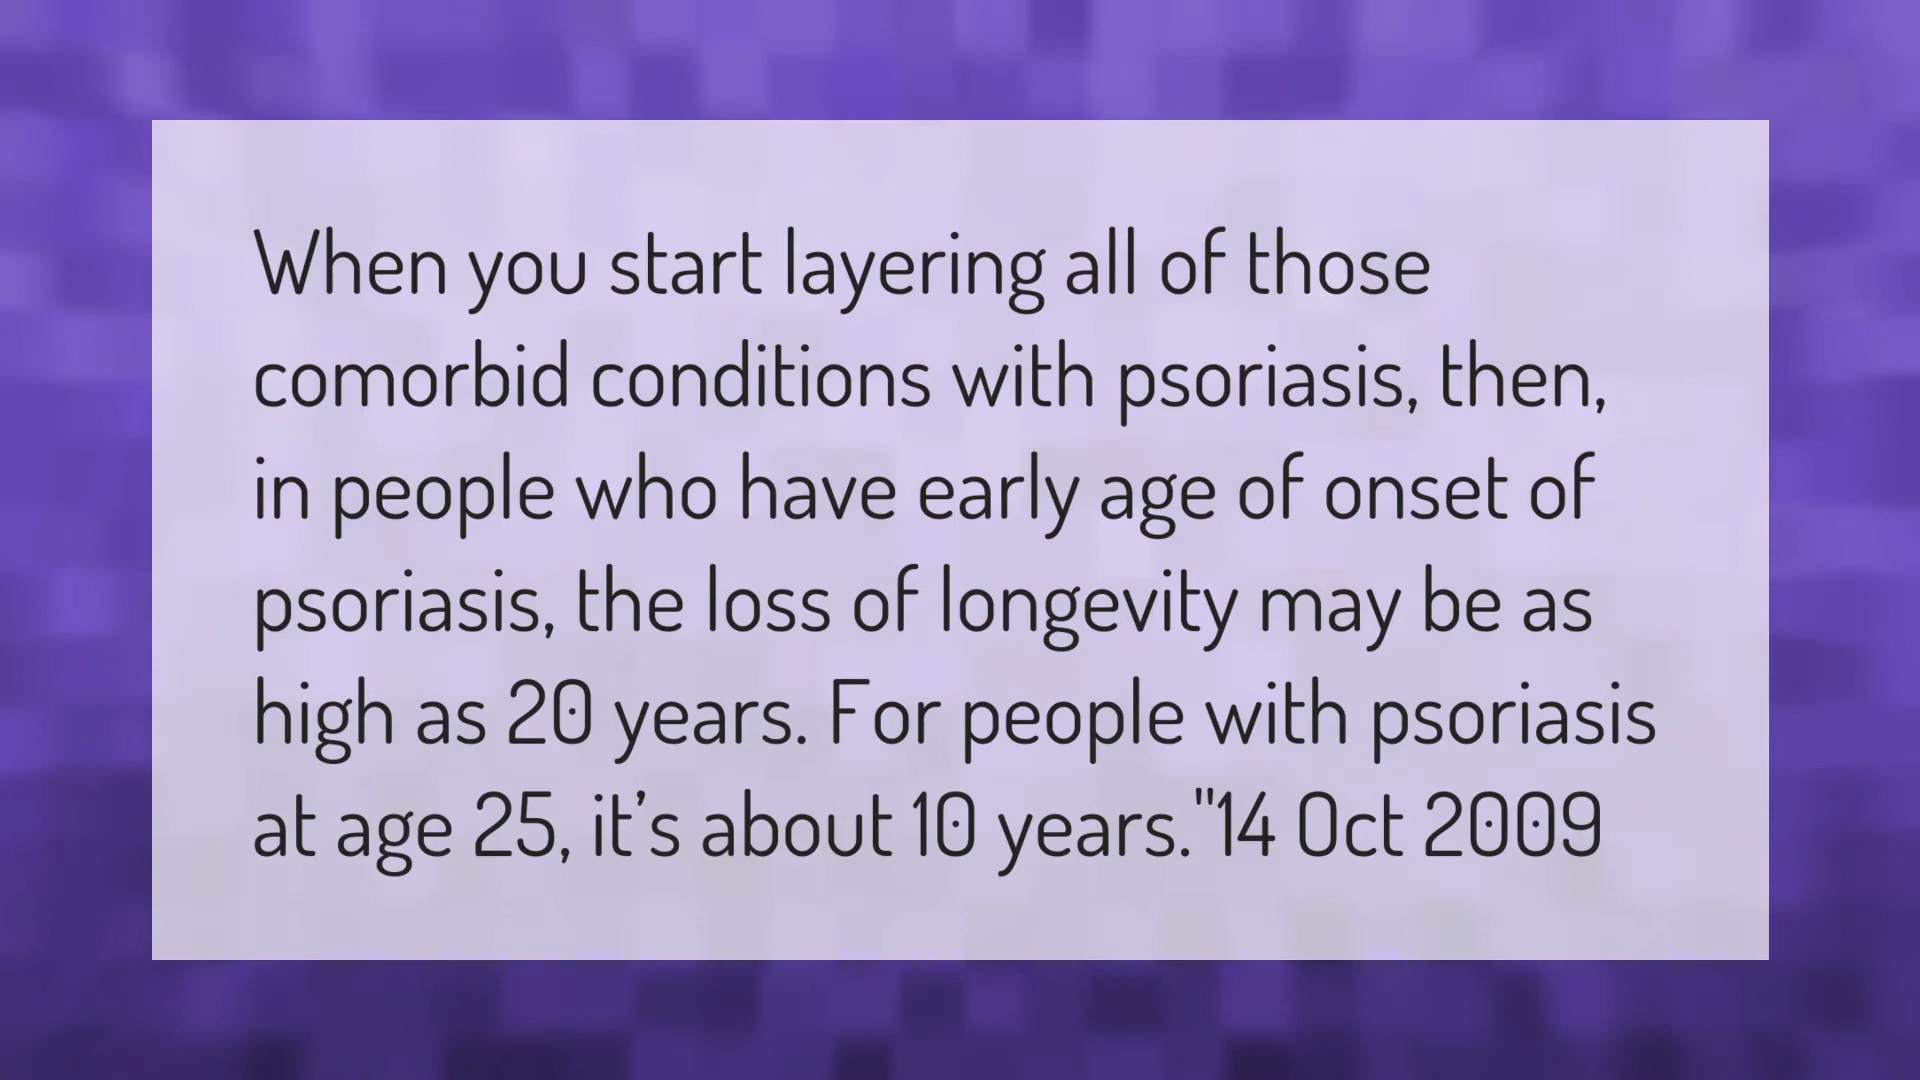 When you start layering all of those
comorbid conditions with psoriasis, then,
in people who have early age of onset of
psoriasis, the loss of longevity may be as
high as 20 years. For people with psoriasis
at age 25, it's about 10 years."14 Oct 2009